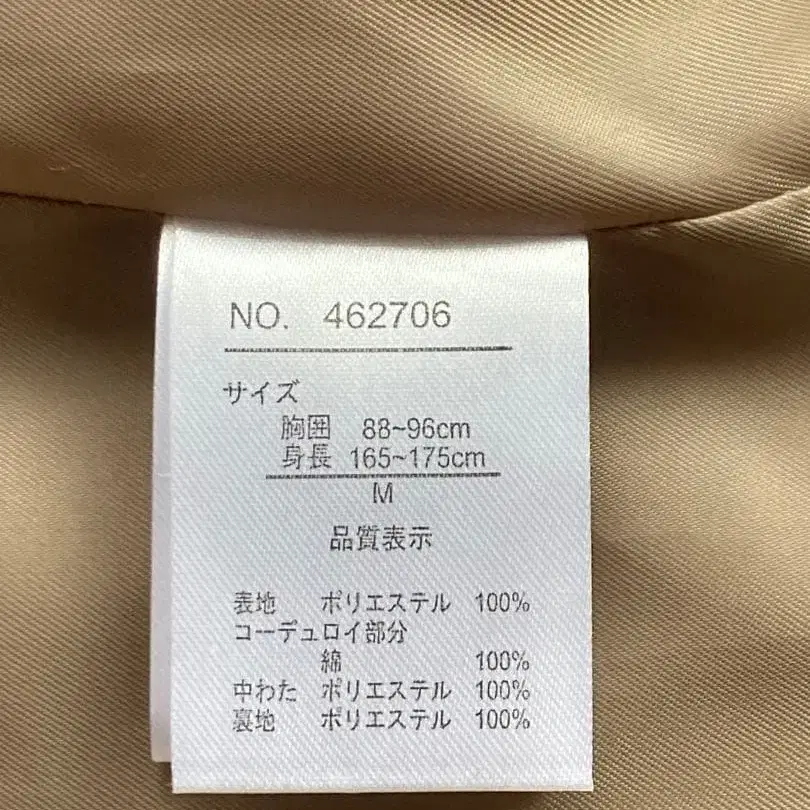 NO. 462706
サイズ
胸囲 88~96cm
身長 165~175cm
M
品質表示
表地 ポリエステル 100%
コーデュロイ部分
綿 100%
中わた ポリエステル 100%
裏地 ポリエステル 100%